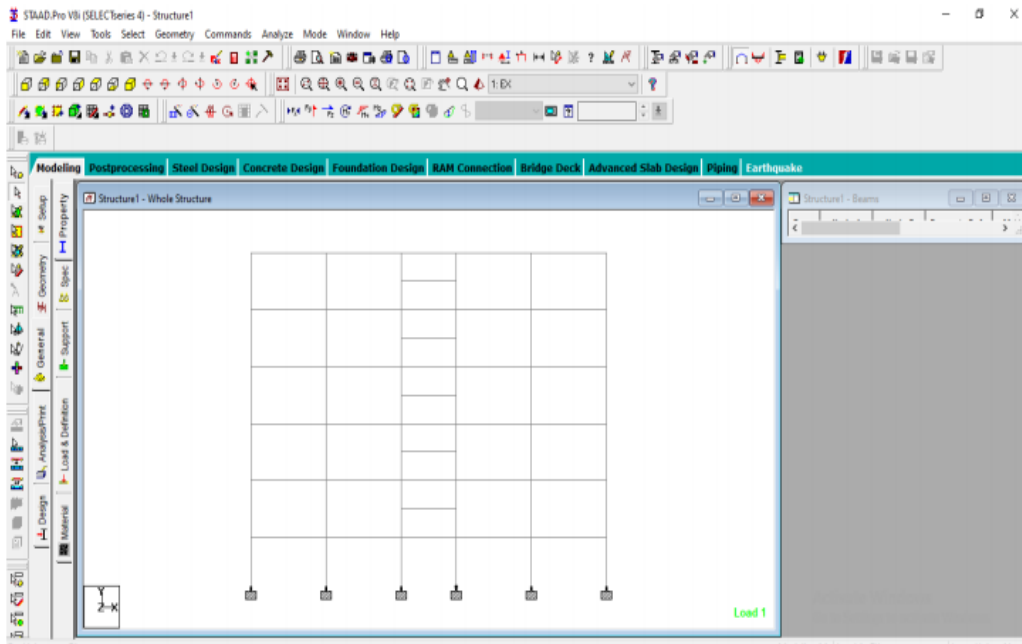 STAAD.Pro V8i (SELECTseries 4) - Structure1
File Edit View Tools Select Geometry Commands Analyze Mode Window Help
1: EX
Modeling Postprocessing Steel Design Concrete Design Foundation Design RAM Connection Bridge Deck Advanced Slab Design Piping Earthquake
Structure1 - Whole Structure
Structure1 - Beams
Setup
Geometry
General
Analysis/Print
Design
Property
Spec
Support
Load & Definition
Material
Y
Z X
Load 1